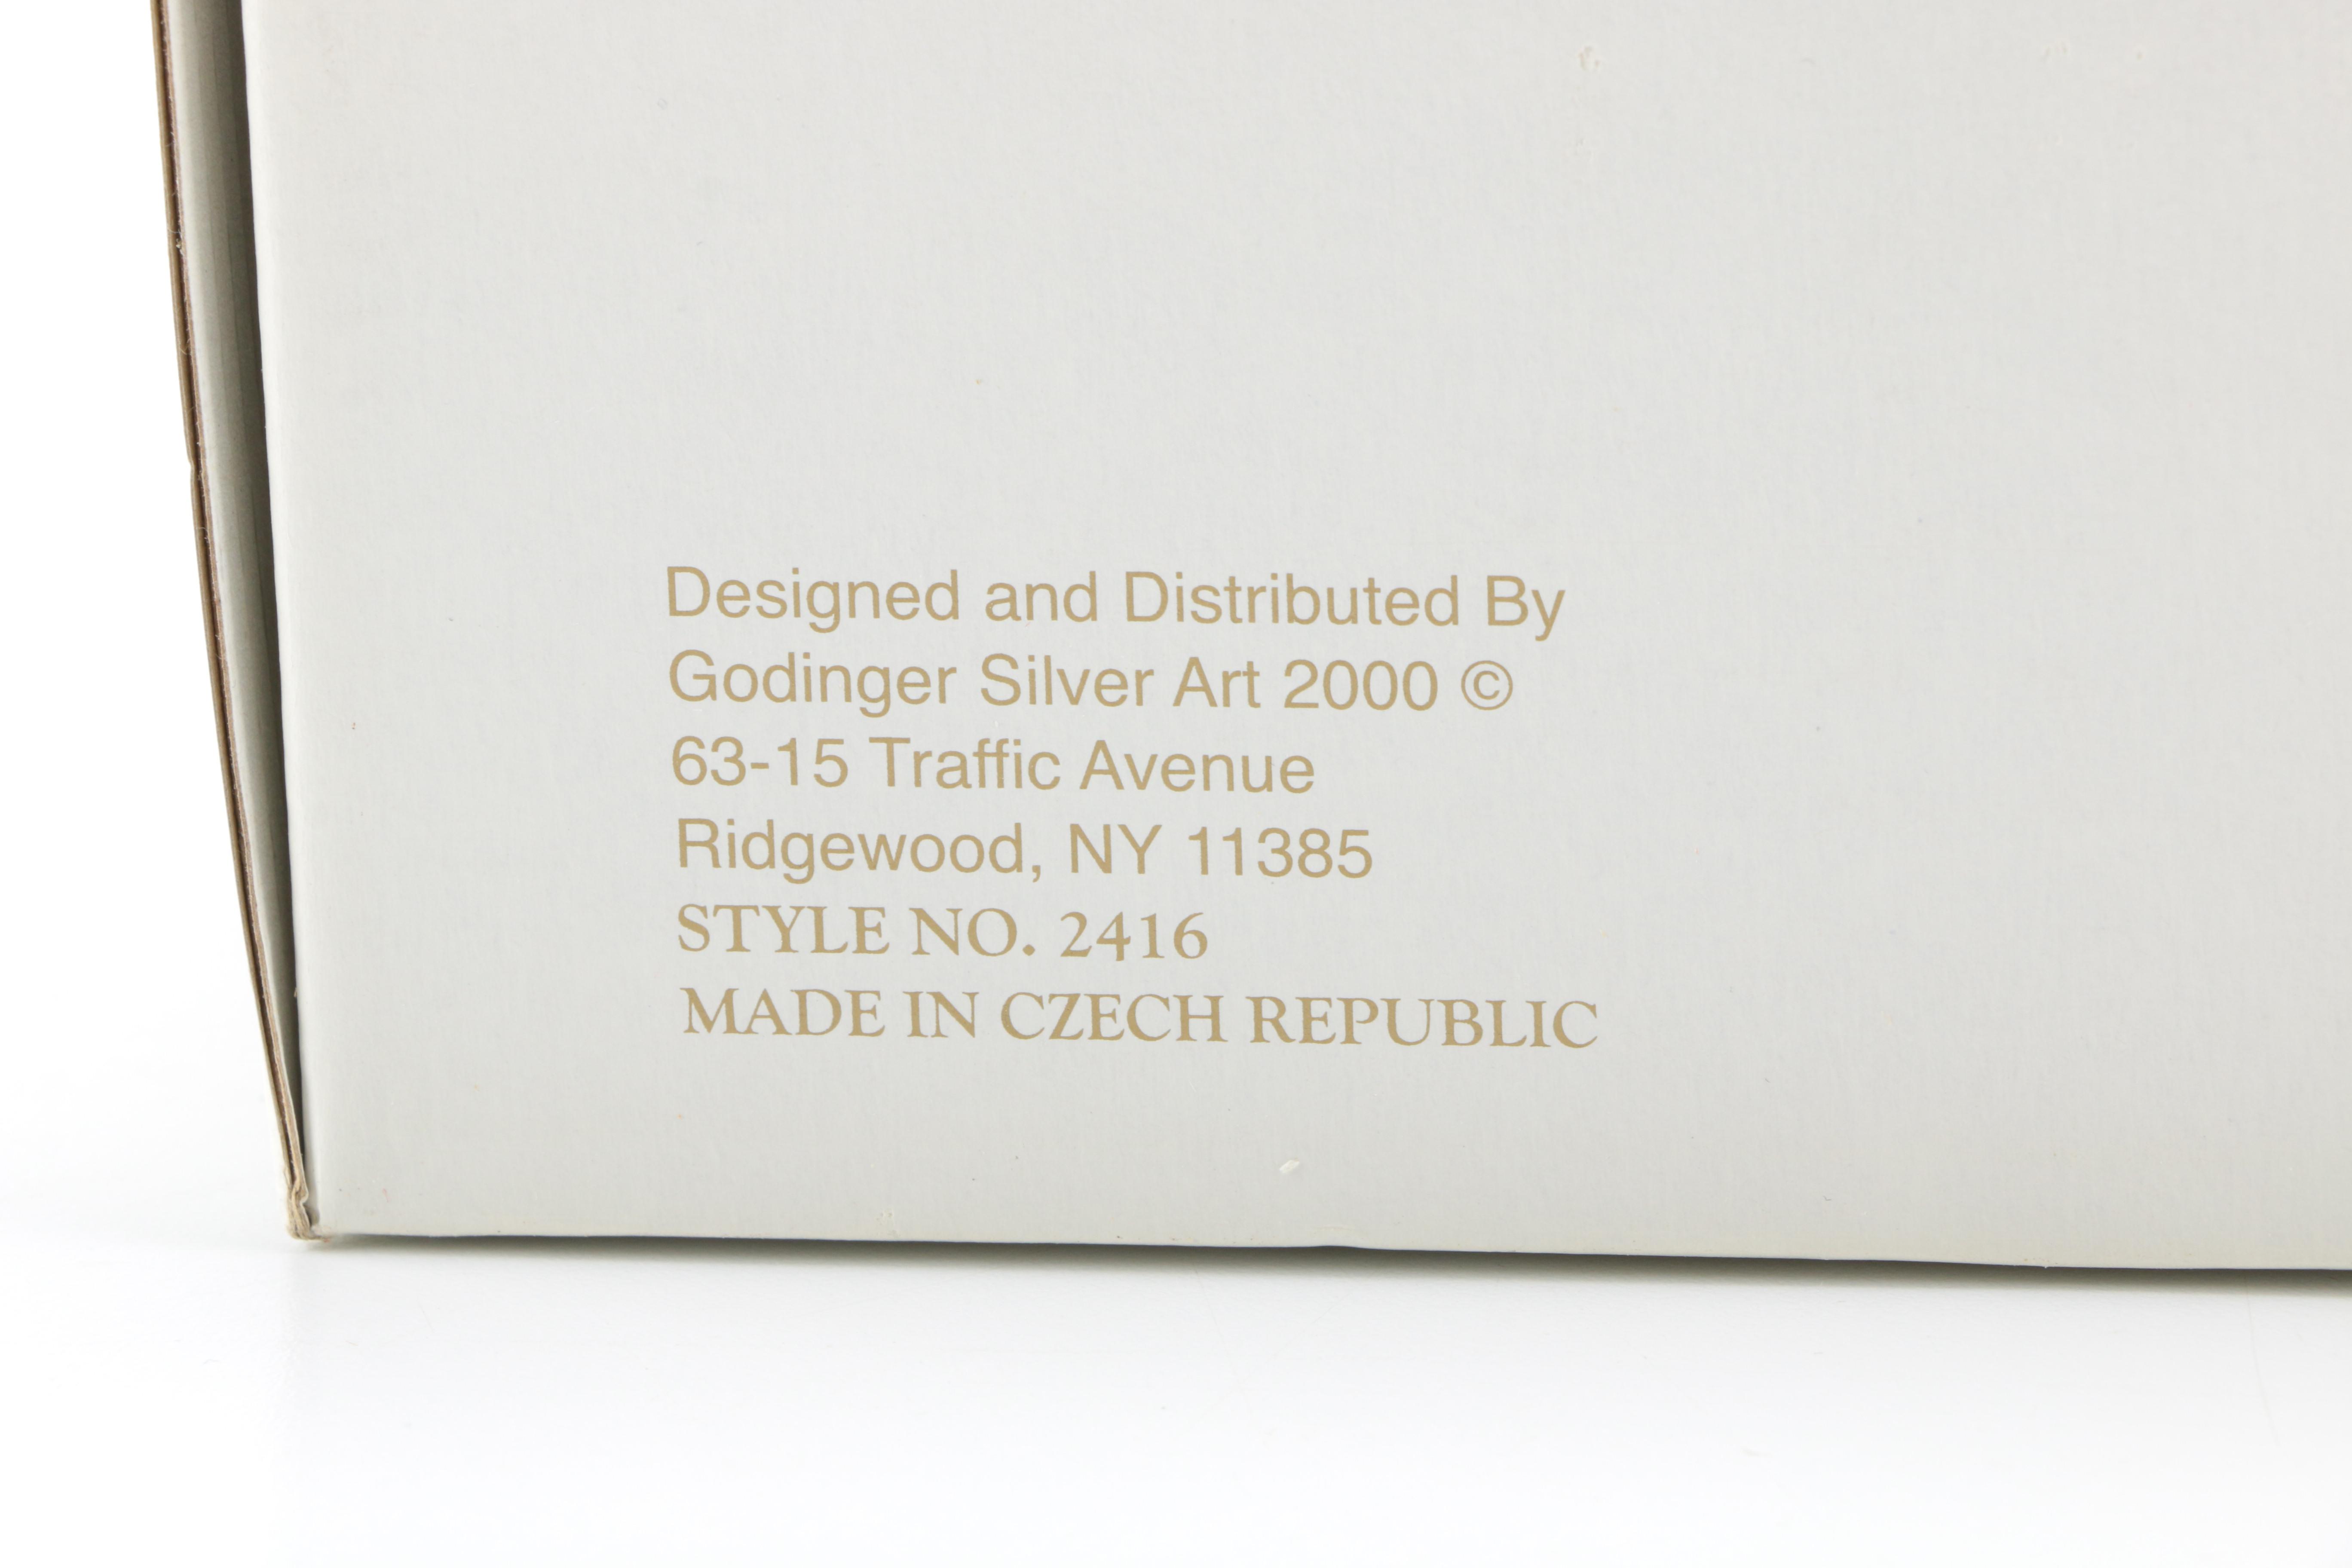 Designed and Distributed By
Godinger Silver Art 2000 ©
63-15 Traffic Avenue
Ridgewood, NY 11385
STYLE NO. 2416
MADE IN CZECH REPUBLIC